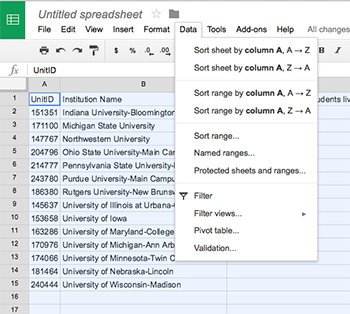 Untitled spreadsheet
File Edit View Insert Format Data Tools Add-ons Help All changes
$ % .0 .00 B I
fx UnitID
A B
1 UnitID Institution Name udents liv
2 151351 Indiana University-Bloomington
3 171100 Michigan State University
4 147767 Northwestern University
5 204796 Ohio State University-Main Car
6 214777 Pennsylvania State University-
7 243780 Purdue University-Main Campu
8 186380 Rutgers University-New Brunsv
9 145637 University of Illinois at Urbana-
10 153658 University of Iowa
11 163286 University of Maryland-College
12 170976 University of Michigan-Ann Arb
13 174066 University of Minnesota-Twin C
14 181464 University of Nebraska-Lincoln
15 240444 University of Wisconsin-Madison
16
17
Sort sheet by column A, A → Z
Sort sheet by column A, Z → A
Sort range by column A, A → Z
Sort range by column A, Z → A
Sort range...
Named ranges...
Protected sheets and ranges...
Filter
Filter views...
Pivot table...
Validation...